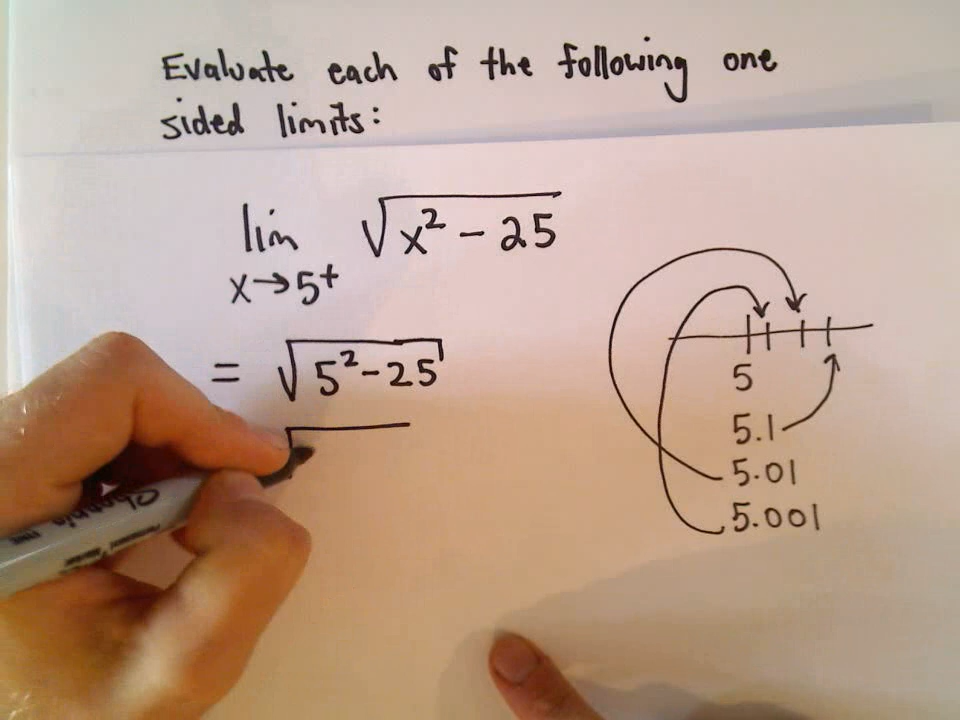 Evaluate each of the following one
sided limits:
lim √(x² - 25)
x→5⁺
= √(5² - 25)
5
5.1
5.01
5.001
Sharpie